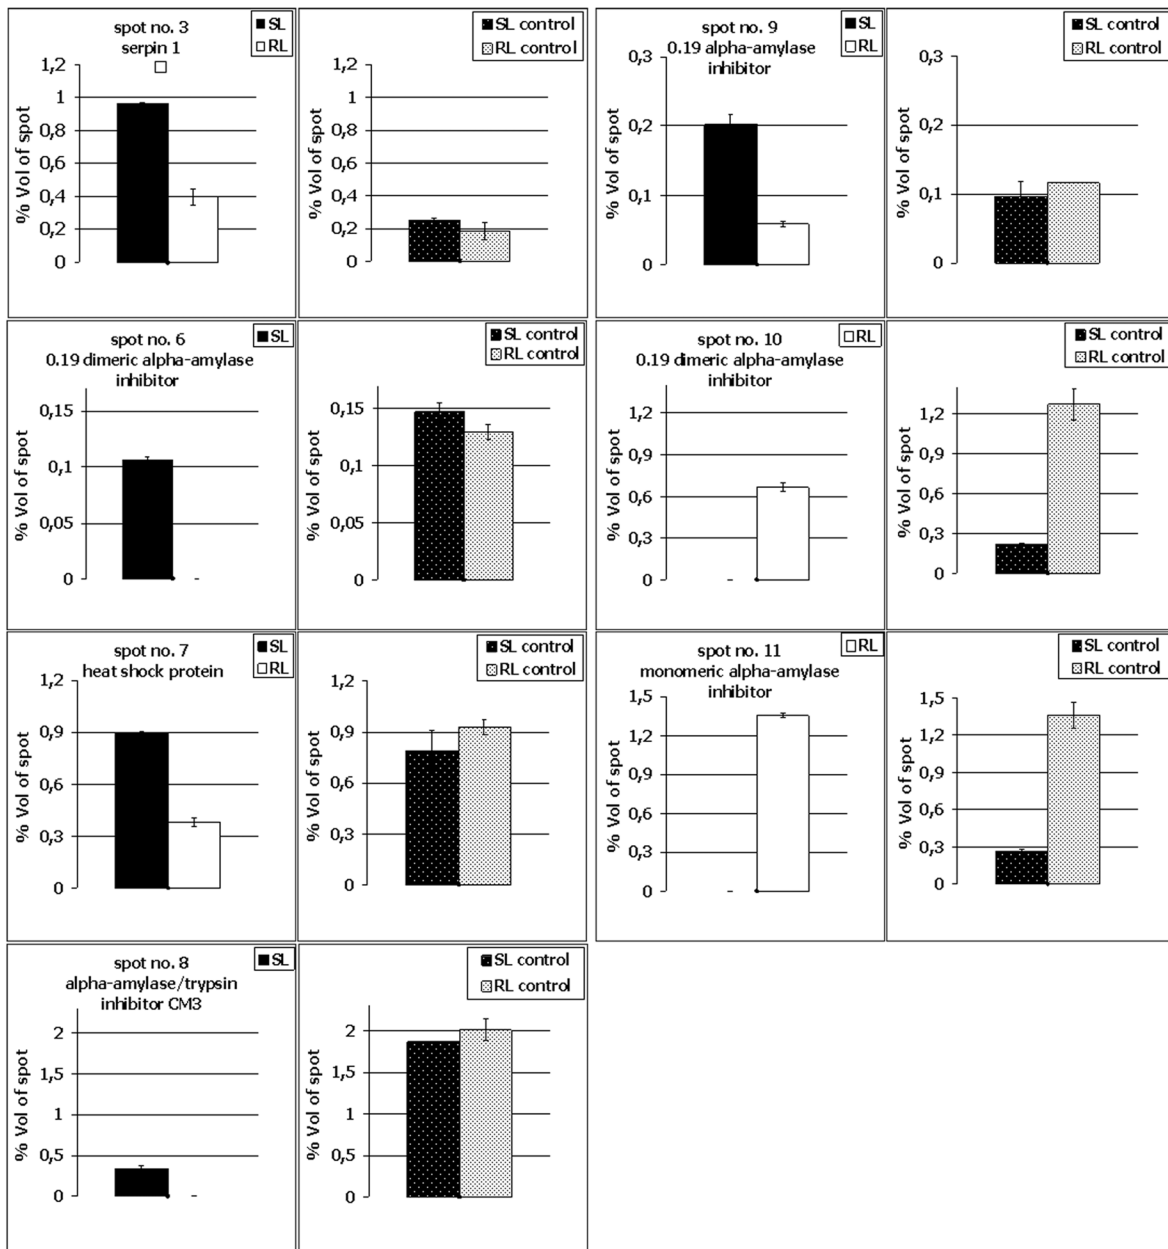 spot no. 3
serpin 1
SL
RL
% Vol of spot
1,2
1
0,8
0,6
0,4
0,2
0
SL control
RL control
% Vol of spot
1,2
1
0,8
0,6
0,4
0,2
0
spot no. 9
0.19 alpha-amylase
inhibitor
SL
RL
% Vol of spot
0,3
0,2
0,1
0
SL control
RL control
% Vol of spot
0,3
0,2
0,1
0
spot no. 6
0.19 dimeric alpha-amylase
inhibitor
SL
% Vol of spot
0,15
0,1
0,05
0
SL control
RL control
% Vol of spot
0,15
0,1
0,05
0
spot no. 10
0.19 dimeric alpha-amylase
inhibitor
RL
% Vol of spot
1,2
0,9
0,6
0,3
0
SL control
RL control
% Vol of spot
1,2
0,9
0,6
0,3
0
spot no. 7
heat shock protein
SL
RL
% Vol of spot
1,2
0,9
0,6
0,3
0
SL control
RL control
% Vol of spot
1,2
0,9
0,6
0,3
0
spot no. 11
monomeric alpha-amylase
inhibitor
RL
% Vol of spot
1,5
1,2
0,9
0,6
0,3
0
SL control
RL control
% Vol of spot
1,5
1,2
0,9
0,6
0,3
0
spot no. 8
alpha-amylase/trypsin
inhibitor CM3
SL
% Vol of spot
2
1,5
1
0,5
0
SL control
RL control
% Vol of spot
2
1,5
1
0,5
0